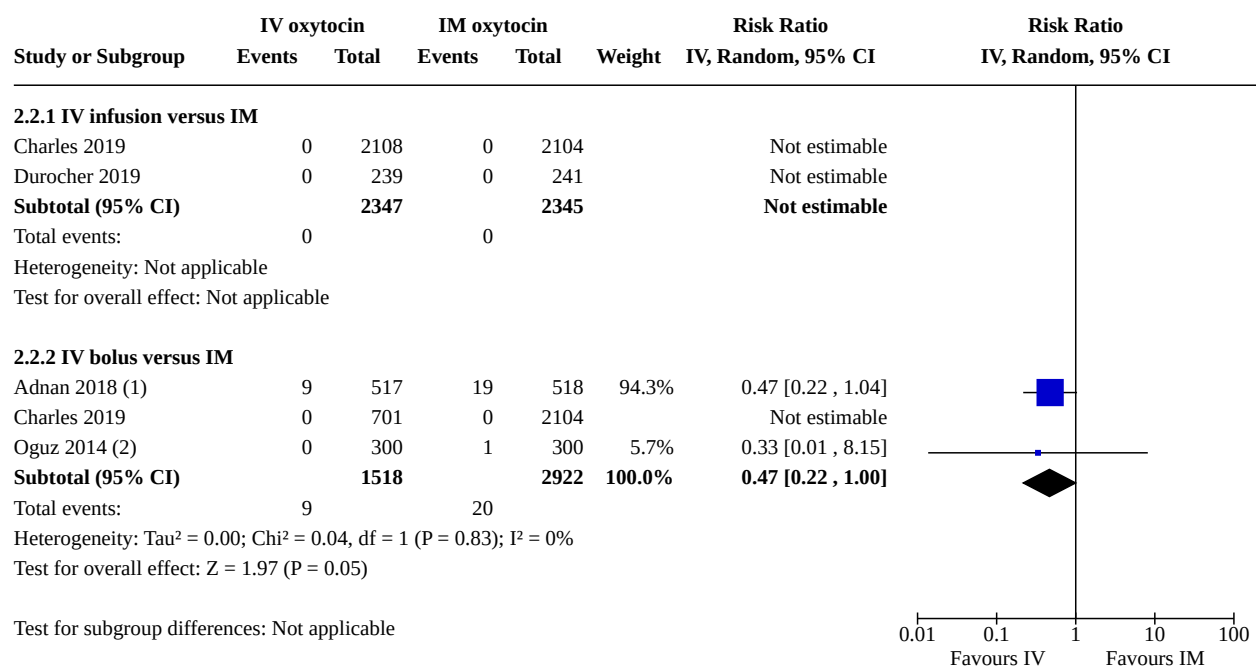 IV oxytocin IM oxytocin Risk Ratio Risk Ratio
Study or Subgroup Events Total Events Total Weight IV, Random, 95% CI IV, Random, 95% CI
2.2.1 IV infusion versus IM
Charles 2019 0 2108 0 2104 Not estimable
Durocher 2019 0 239 0 241 Not estimable
Subtotal (95% CI) 2347 2345 Not estimable
Total events: 0 0
Heterogeneity: Not applicable
Test for overall effect: Not applicable
2.2.2 IV bolus versus IM
Adnan 2018 (1) 9 517 19 518 94.3% 0.47 [0.22 , 1.04]
Charles 2019 0 701 0 2104 Not estimable
Oguz 2014 (2) 0 300 1 300 5.7% 0.33 [0.01 , 8.15]
Subtotal (95% CI) 1518 2922 100.0% 0.47 [0.22 , 1.00]
Total events: 9 20
Heterogeneity: Tau² = 0.00; Chi² = 0.04, df = 1 (P = 0.83); I² = 0%
Test for overall effect: Z = 1.97 (P = 0.05)
Test for subgroup differences: Not applicable
0.01 0.1 1 10 100
Favours IV Favours IM